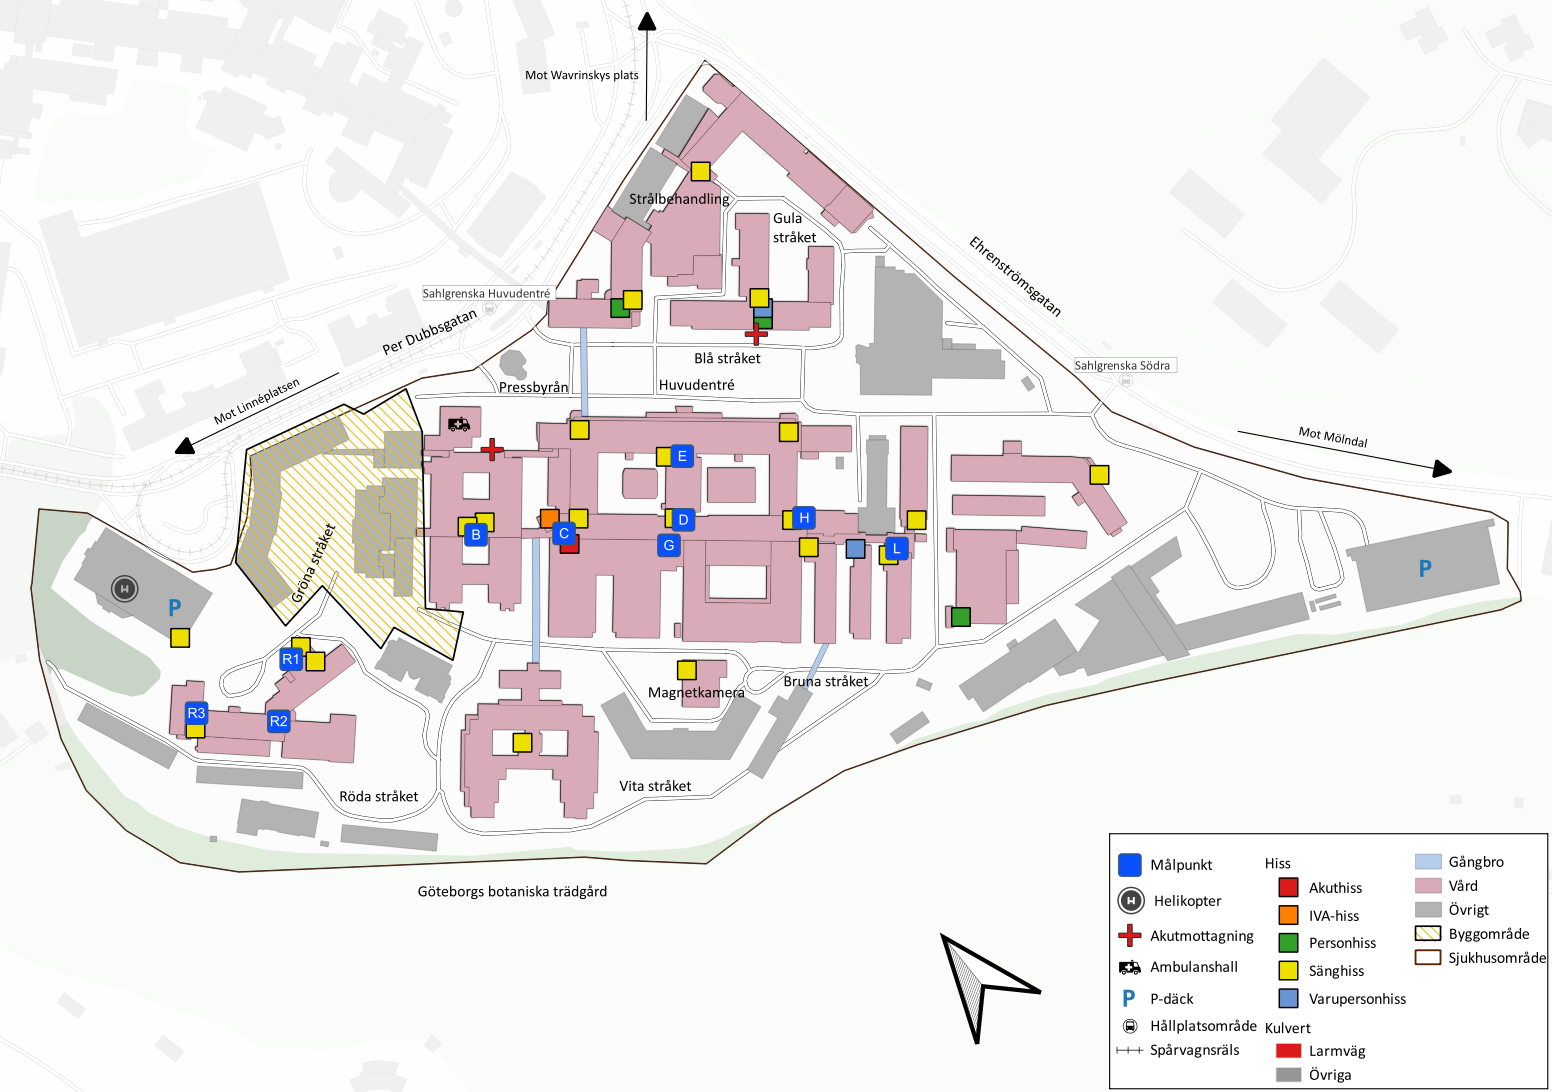 Mot Wavrinskys plats
Strålbehandling
Gula
stråket
Ehrenströmsgatan
Sahlgrenska Huvudentré
Per Dubbsgatan
Blå stråket
Sahlgrenska Södra
Mot Linnéplatsen
Pressbyrån
Huvudentré
Mot Mölndal
E
D
H
B
C
G
L
Gröna stråket
H
P
P
R1
R3
R2
Magnetkamera
Bruna stråket
Vita stråket
Röda stråket
Göteborgs botaniska trädgård
Målpunkt
H
Helikopter
Akutmottagning
Ambulanshall
P
P-däck
Hållplatsområde
Spårvagnsräls
Hiss
Akuthiss
IVA-hiss
Personhiss
Sänghiss
Varupersonhiss
Kulvert
Larmväg
Övriga
Gångbro
Vård
Övrigt
Byggområde
Sjukhusområde